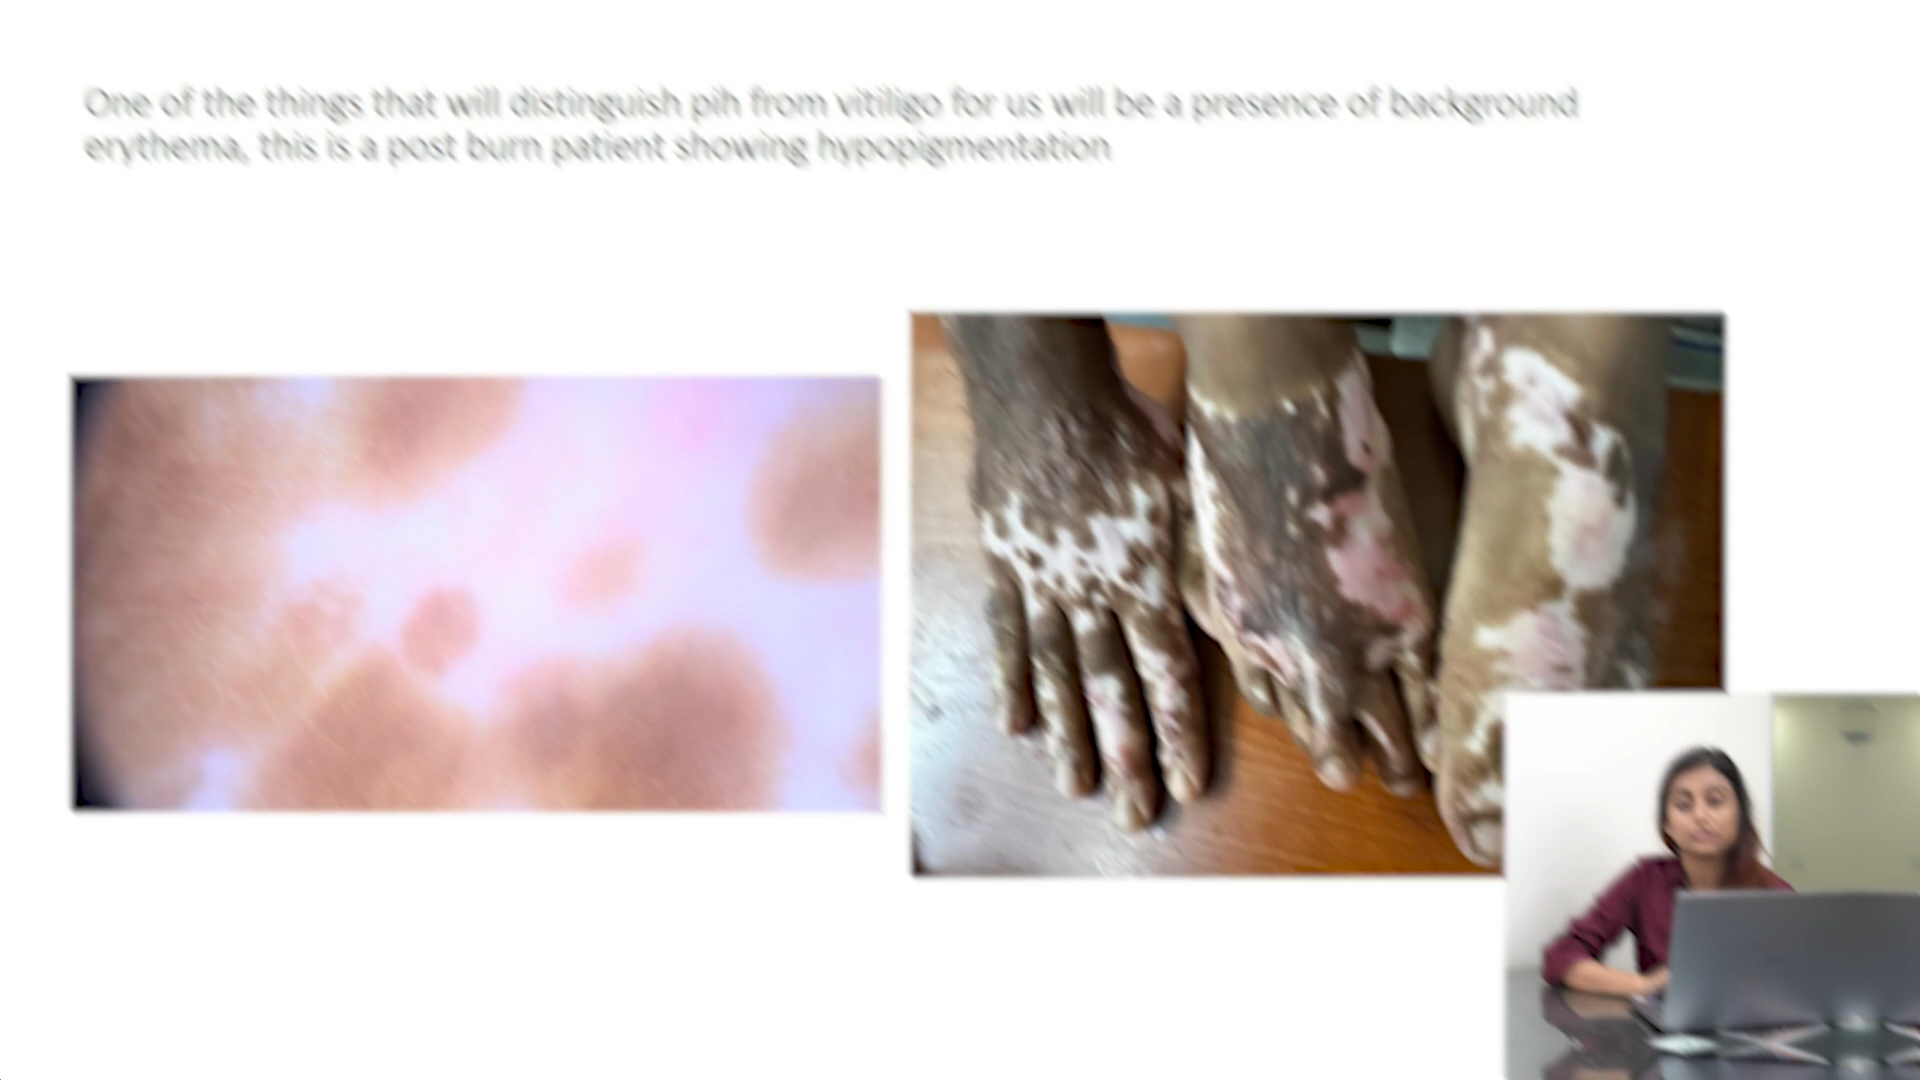 One of the things that will distinguish pih from vitiligo for us will be a presence of background
erythema, this is a post burn patient showing hypopigmentation